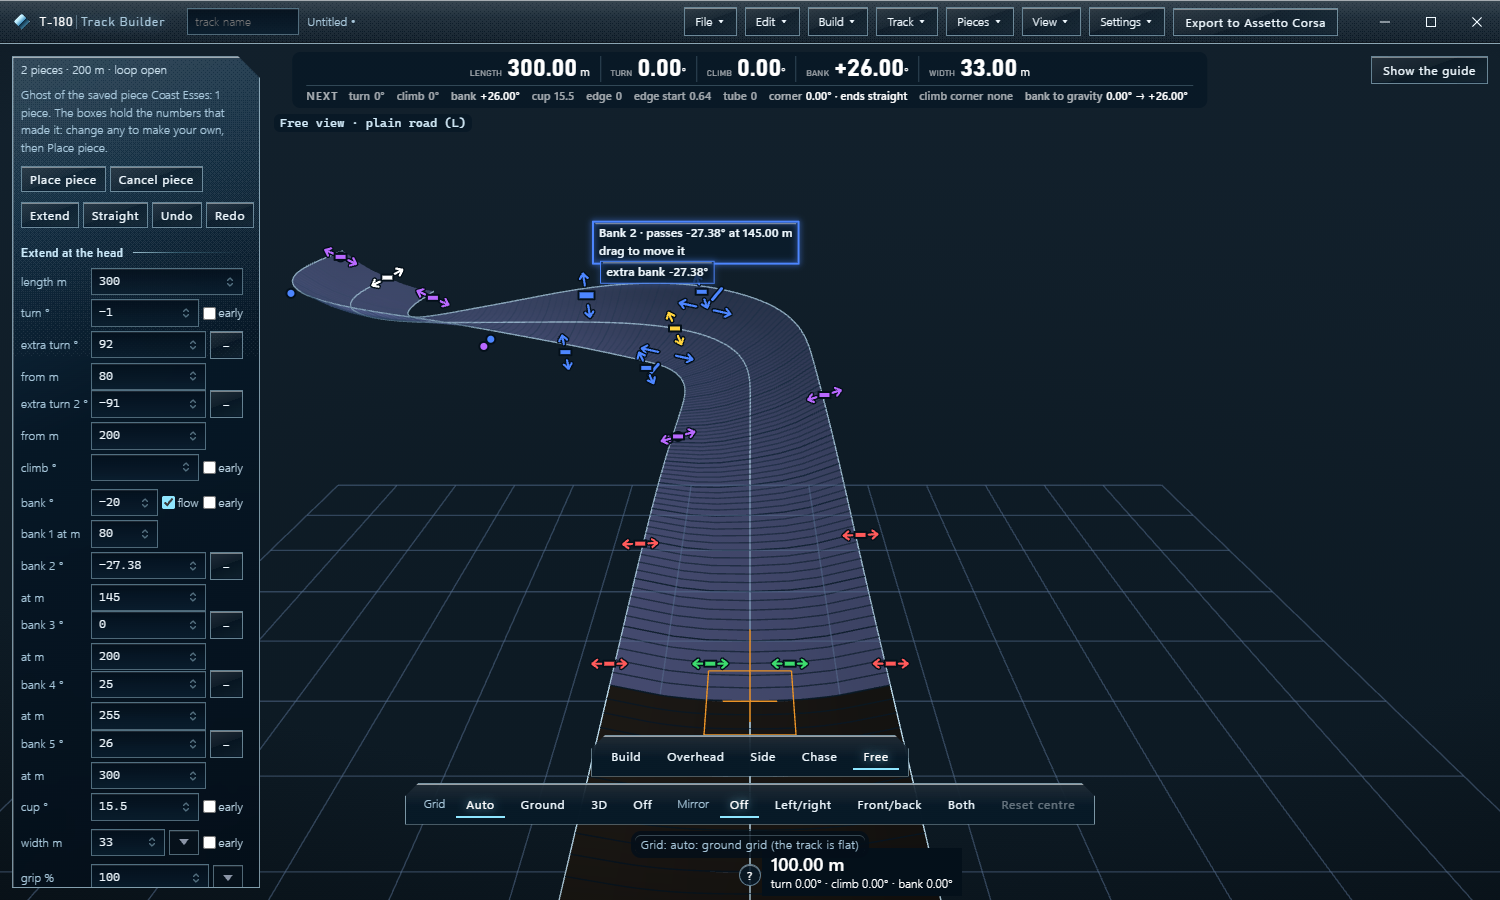 T-180 Track Builder track name Untitled • File Edit Build Track Pieces View Settings Export to Assetto Corsa
2 pieces · 200 m · loop open
Ghost of the saved piece Coast Esses: 1
piece. The boxes hold the numbers that
made it: change any to make your own,
then Place piece.
Place piece Cancel piece
Extend Straight Undo Redo
Extend at the head
length m 300
turn ° −1 early
extra turn ° 92 –
from m 80
extra turn 2 ° −91 –
from m 200
climb ° early
bank ° −20 flow early
bank 1 at m 80
bank 2 ° −27.38 –
at m 145
bank 3 ° 0 –
at m 200
bank 4 ° 25 –
at m 255
bank 5 ° 26 –
at m 300
cup ° 15.5 early
width m 33 early
grip % 100
LENGTH 300.00 m TURN 0.00° CLIMB 0.00° BANK +26.00° WIDTH 33.00 m
NEXT turn 0° climb 0° bank +26.00° cup 15.5 edge 0 edge start 0.64 tube 0 corner 0.00° · ends straight climb corner none bank to gravity 0.00° → +26.00°
Show the guide
Free view · plain road (L)
Bank 2 · passes -27.38° at 145.00 m
drag to move it
extra bank -27.38°
Build Overhead Side Chase Free
Grid Auto Ground 3D Off Mirror Off Left/right Front/back Both Reset centre
Grid: auto: ground grid (the track is flat)
? 100.00 m
turn 0.00° · climb 0.00° · bank 0.00°